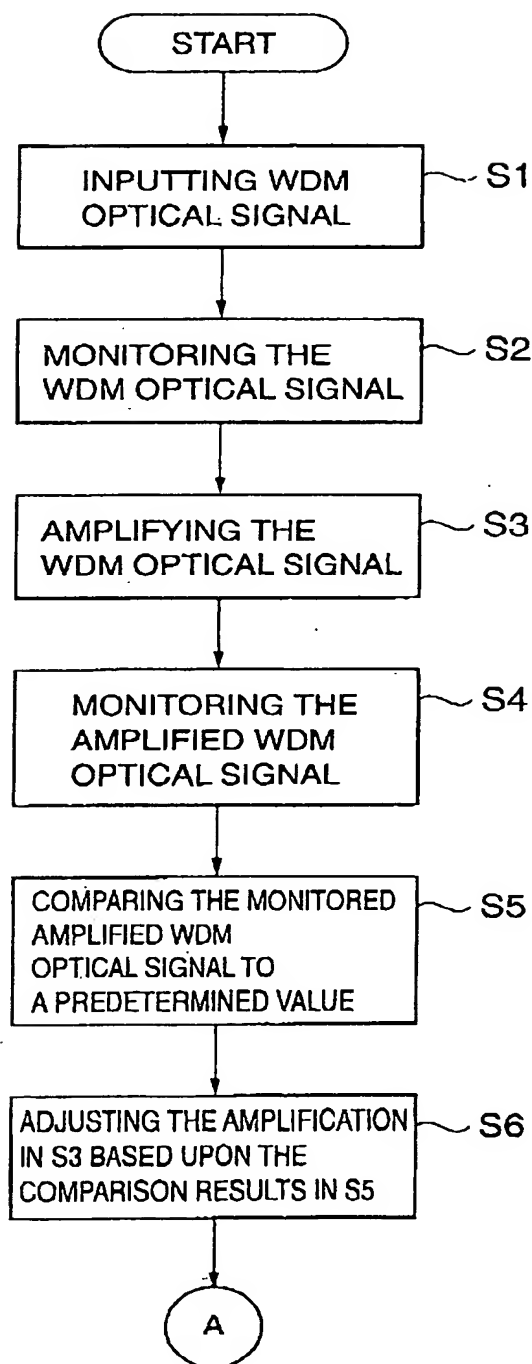 START
INPUTTING WDM
OPTICAL SIGNAL
S1
MONITORING THE
WDM OPTICAL SIGNAL
S2
AMPLIFYING THE
WDM OPTICAL SIGNAL
S3
MONITORING THE
AMPLIFIED WDM
OPTICAL SIGNAL
S4
COMPARING THE MONITORED
AMPLIFIED WDM
OPTICAL SIGNAL TO
A PREDETERMINED VALUE
S5
ADJUSTING THE AMPLIFICATION
IN S3 BASED UPON THE
COMPARISON RESULTS IN S5
S6
A